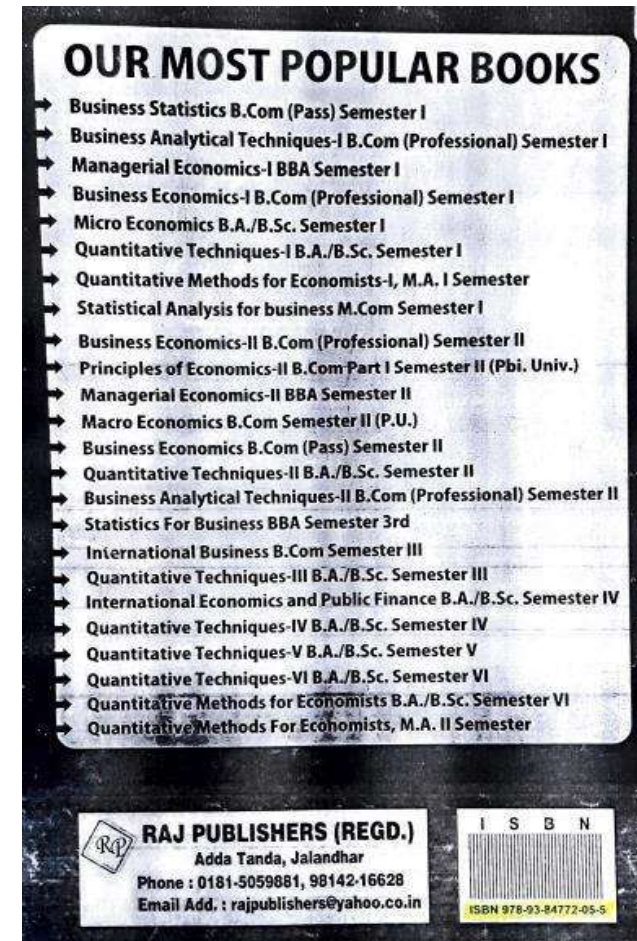 OUR MOST POPULAR BOOKS
Business Statistics B.Com (Pass) Semester I
Business Analytical Techniques-I B.Com (Professional) Semester I
Managerial Economics-I BBA Semester I
Business Economics-I B.Com (Professional) Semester I
Micro Economics B.A./B.Sc. Semester I
Quantitative Techniques-I B.A./B.Sc. Semester I
Quantitative Methods for Economists-I, M.A. I Semester
Statistical Analysis for business M.Com Semester I
Business Economics-II B.Com (Professional) Semester II
Principles of Economics-II B.Com Part I Semester II (Pbi. Univ.)
Managerial Economics-II BBA Semester II
Macro Economics B.Com Semester II (P.U.)
Business Economics B.Com (Pass) Semester II
Quantitative Techniques-II B.A./B.Sc. Semester II
Business Analytical Techniques-II B.Com (Professional) Semester II
Statistics For Business BBA Semester 3rd
International Business B.Com Semester III
Quantitative Techniques-III B.A./B.Sc. Semester III
International Economics and Public Finance B.A./B.Sc. Semester IV
Quantitative Techniques-IV B.A./B.Sc. Semester IV
Quantitative Techniques-V B.A./B.Sc. Semester V
Quantitative Techniques-VI B.A./B.Sc. Semester VI
Quantitative Methods for Economists B.A./B.Sc. Semester VI
Quantitative Methods For Economists, M.A. II Semester
RP
RAJ PUBLISHERS (REGD.)
Adda Tanda, Jalandhar
Phone : 0181-5059881, 98142-16628
Email Add. : rajpublishers@yahoo.co.in
I S B N
ISBN 978-93-84772-05-5